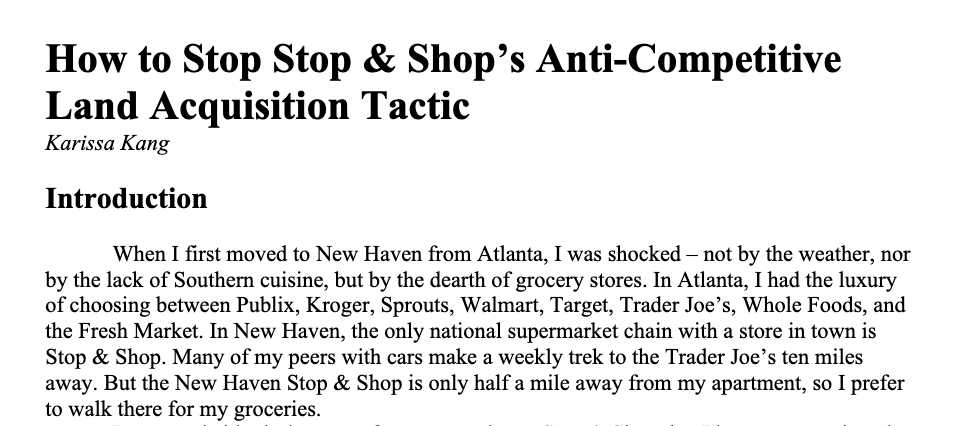 How to Stop Stop & Shop’s Anti-Competitive
Land Acquisition Tactic
Karissa Kang
Introduction
When I first moved to New Haven from Atlanta, I was shocked – not by the weather, nor
by the lack of Southern cuisine, but by the dearth of grocery stores. In Atlanta, I had the luxury
of choosing between Publix, Kroger, Sprouts, Walmart, Target, Trader Joe’s, Whole Foods, and
the Fresh Market. In New Haven, the only national supermarket chain with a store in town is
Stop & Shop. Many of my peers with cars make a weekly trek to the Trader Joe’s ten miles
away. But the New Haven Stop & Shop is only half a mile away from my apartment, so I prefer
to walk there for my groceries.